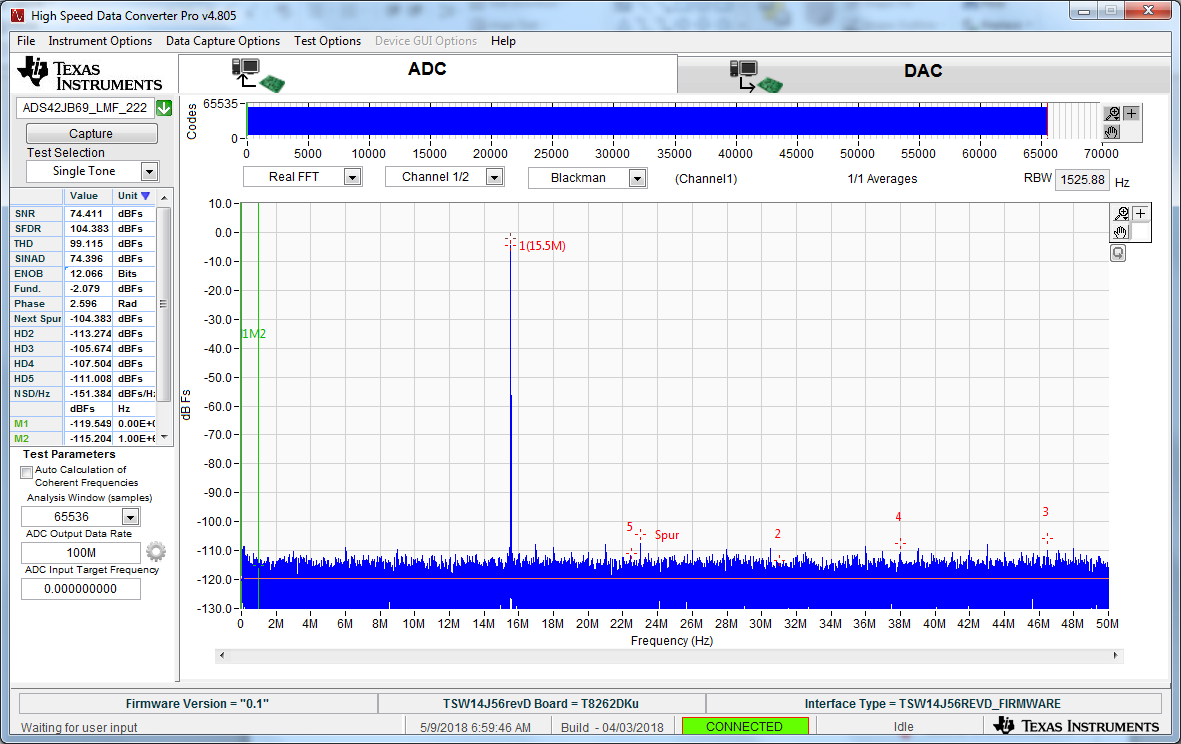 High Speed Data Converter Pro v4.805
File Instrument Options Data Capture Options Test Options Device GUI Options Help
TEXAS INSTRUMENTS
ADC
DAC
ADS42JB69_LMF_222
Capture
Test Selection
Single Tone
Codes
65535
0
0 5000 10000 15000 20000 25000 30000 35000 40000 45000 50000 55000 60000 65000 70000
Real FFT Channel 1/2 Blackman (Channel1) 1/1 Averages RBW 1525.88 Hz
Value Unit
SNR 74.411 dBFs
SFDR 104.383 dBFs
THD 99.115 dBFs
SINAD 74.396 dBFs
ENOB 12.066 Bits
Fund. -2.079 dBFs
Phase 2.596 Rad
Next Spur -104.383 dBFs
HD2 -113.274 dBFs
HD3 -105.674 dBFs
HD4 -107.504 dBFs
HD5 -111.008 dBFs
NSD/Hz -151.384 dBFs/Hz
dBFs Hz
M1 -119.549 0.00E+0
M2 -115.204 1.00E+6
Test Parameters
Auto Calculation of
Coherent Frequencies
Analysis Window (samples)
65536
ADC Output Data Rate
100M
ADC Input Target Frequency
0.000000000
dB Fs
10.0
0.0
-10.0
-20.0
-30.0
-40.0
-50.0
-60.0
-70.0
-80.0
-90.0
-100.0
-110.0
-120.0
-130.0
1(15.5M)
1M2
5
Spur
2
4
3
0 2M 4M 6M 8M 10M 12M 14M 16M 18M 20M 22M 24M 26M 28M 30M 32M 34M 36M 38M 40M 42M 44M 46M 48M 50M
Frequency (Hz)
Firmware Version = "0.1" TSW14J56revD Board = T8262DKu Interface Type = TSW14J56REVD_FIRMWARE
Waiting for user input 5/9/2018 6:59:46 AM Build - 04/03/2018 CONNECTED Idle TEXAS INSTRUMENTS